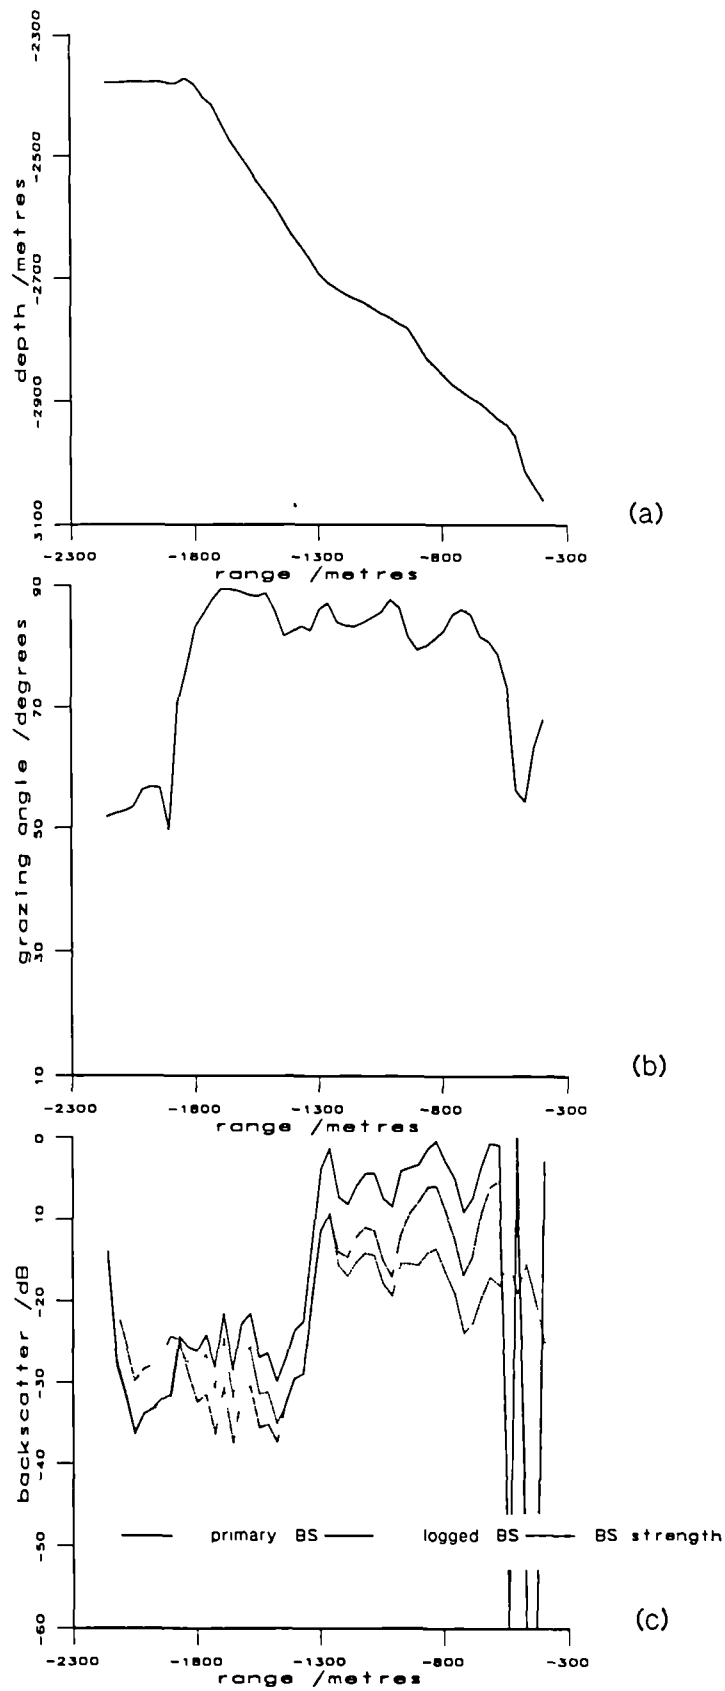 -2300
-2500
-2700
-2900
3100
depth /metres
-2300 -1800 -1300 -800 -300
range /metres
(a)
90
70
50
30
10
grazing angle /degrees
-2300 -1800 -1300 -800 -300
range /metres
(b)
0
10
-20
-30
-40
-50
-60
backscatter /dB
primary BS logged BS BS strength
-2300 -1800 -1300 -800 -300
range /metres
(c)